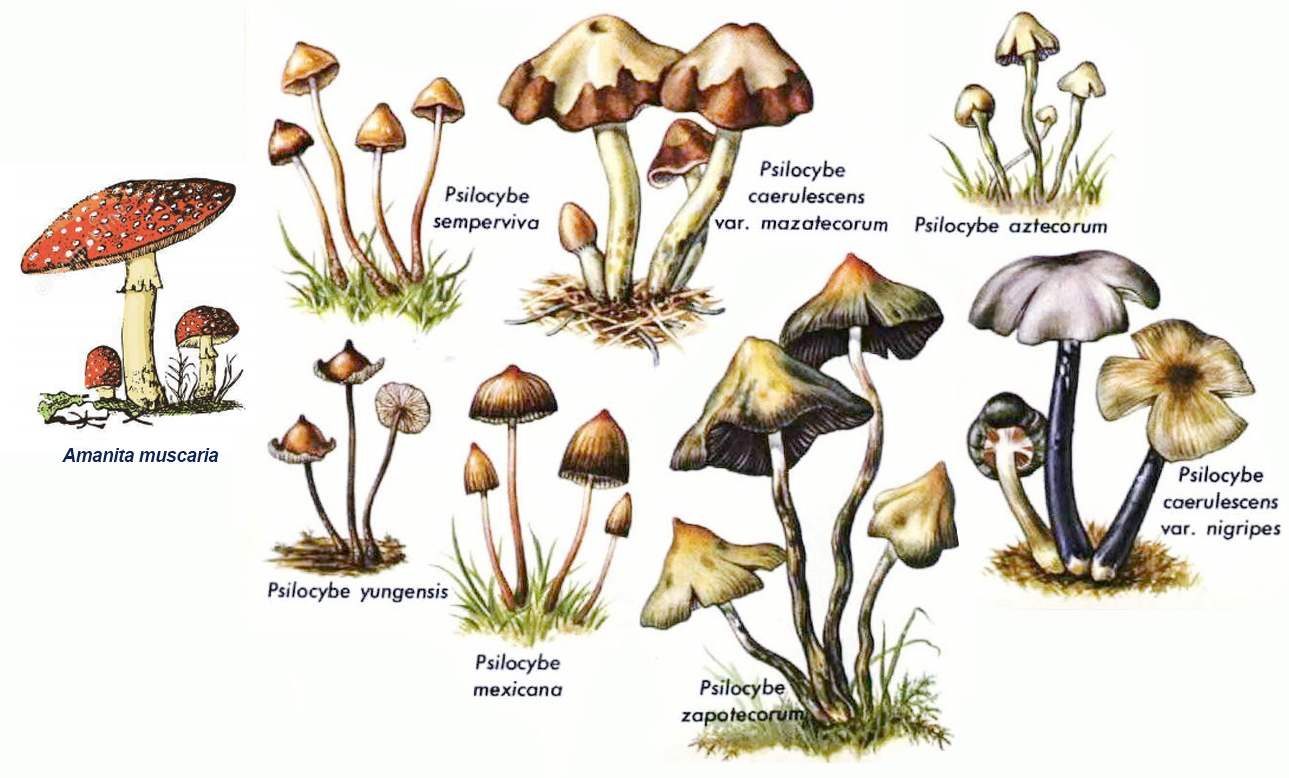 Psilocybe
semperviva
Psilocybe
caerulescens
var. mazatecorum
Psilocybe aztecorum
Amanita muscaria
Psilocybe
caerulescens
var. nigripes
Psilocybe yungensis
Psilocybe
mexicana
Psilocybe
zapotecorum